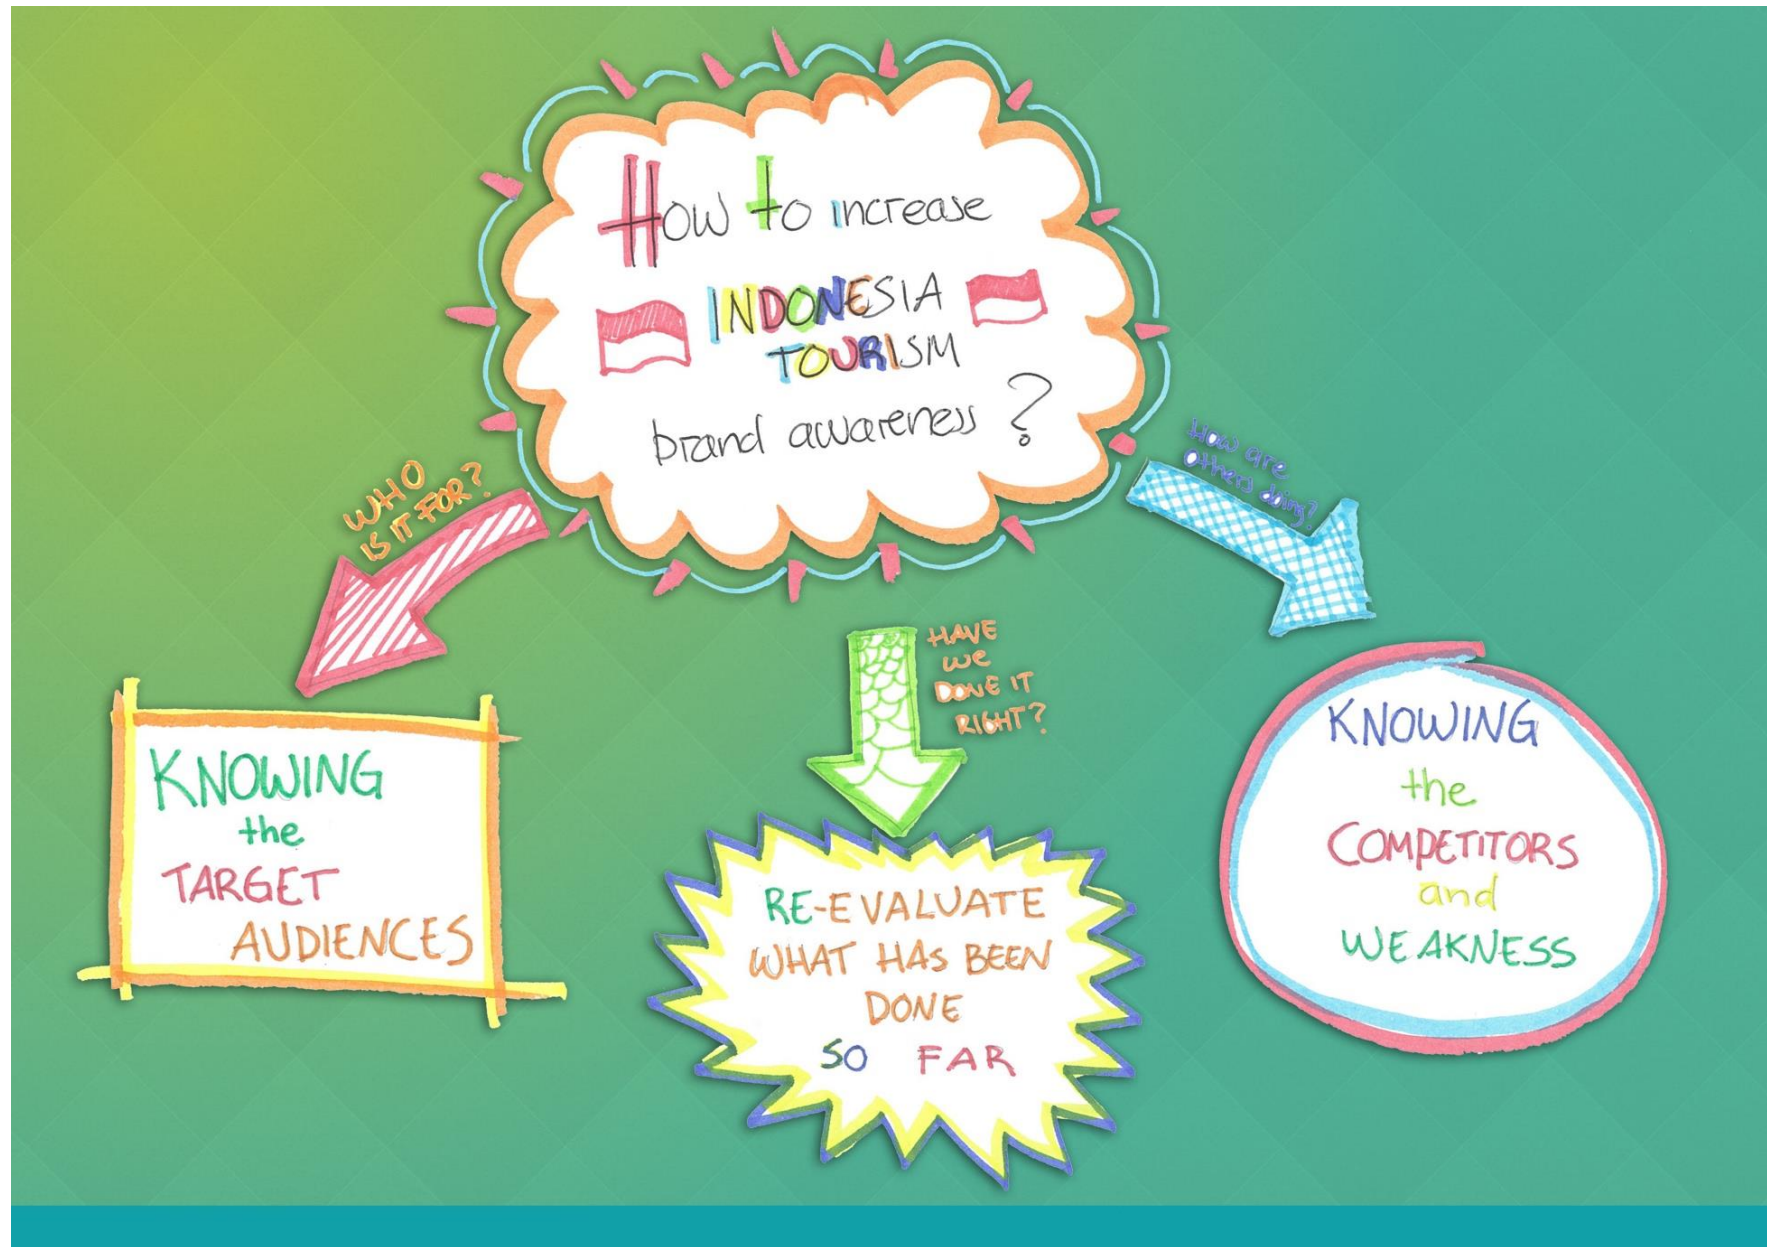 How to increase
INDONESIA
TOURISM
brand awareness?
WHO
IS IT FOR?
KNOWING
the
TARGET
AUDIENCES
HAVE
WE
DONE IT
RIGHT?
RE-EVALUATE
WHAT HAS BEEN
DONE
SO FAR
How are
others doing?
KNOWING
the
COMPETITORS
and
WEAKNESS